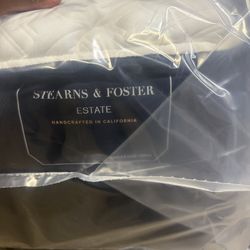 STEARNS & FOSTER
ESTATE
HANDCRAFTED IN CALIFORNIA